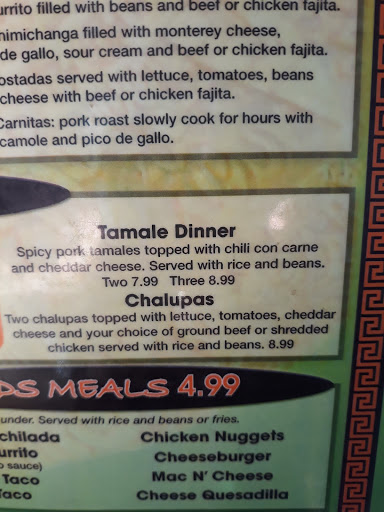 urrito filled with beans and beef or chicken fajita.
himichanga filled with monterey cheese,
de gallo, sour cream and beef or chicken fajita.
ostadas served with lettuce, tomatoes, beans
cheese with beef or chicken fajita.
Carnitas: pork roast slowly cook for hours with
camole and pico de gallo.
Tamale Dinner
Spicy pork tamales topped with chili con carne
and cheddar cheese. Served with rice and beans.
Two 7.99 Three 8.99
Chalupas
Two chalupas topped with lettuce, tomatoes, cheddar
cheese and your choice of ground beef or shredded
chicken served with rice and beans. 8.99
DS MEALS 4.99
under. Served with rice and beans or fries.
chilada
urrito
o sauce)
Taco
Taco
Chicken Nuggets
Cheeseburger
Mac N' Cheese
Cheese Quesadilla